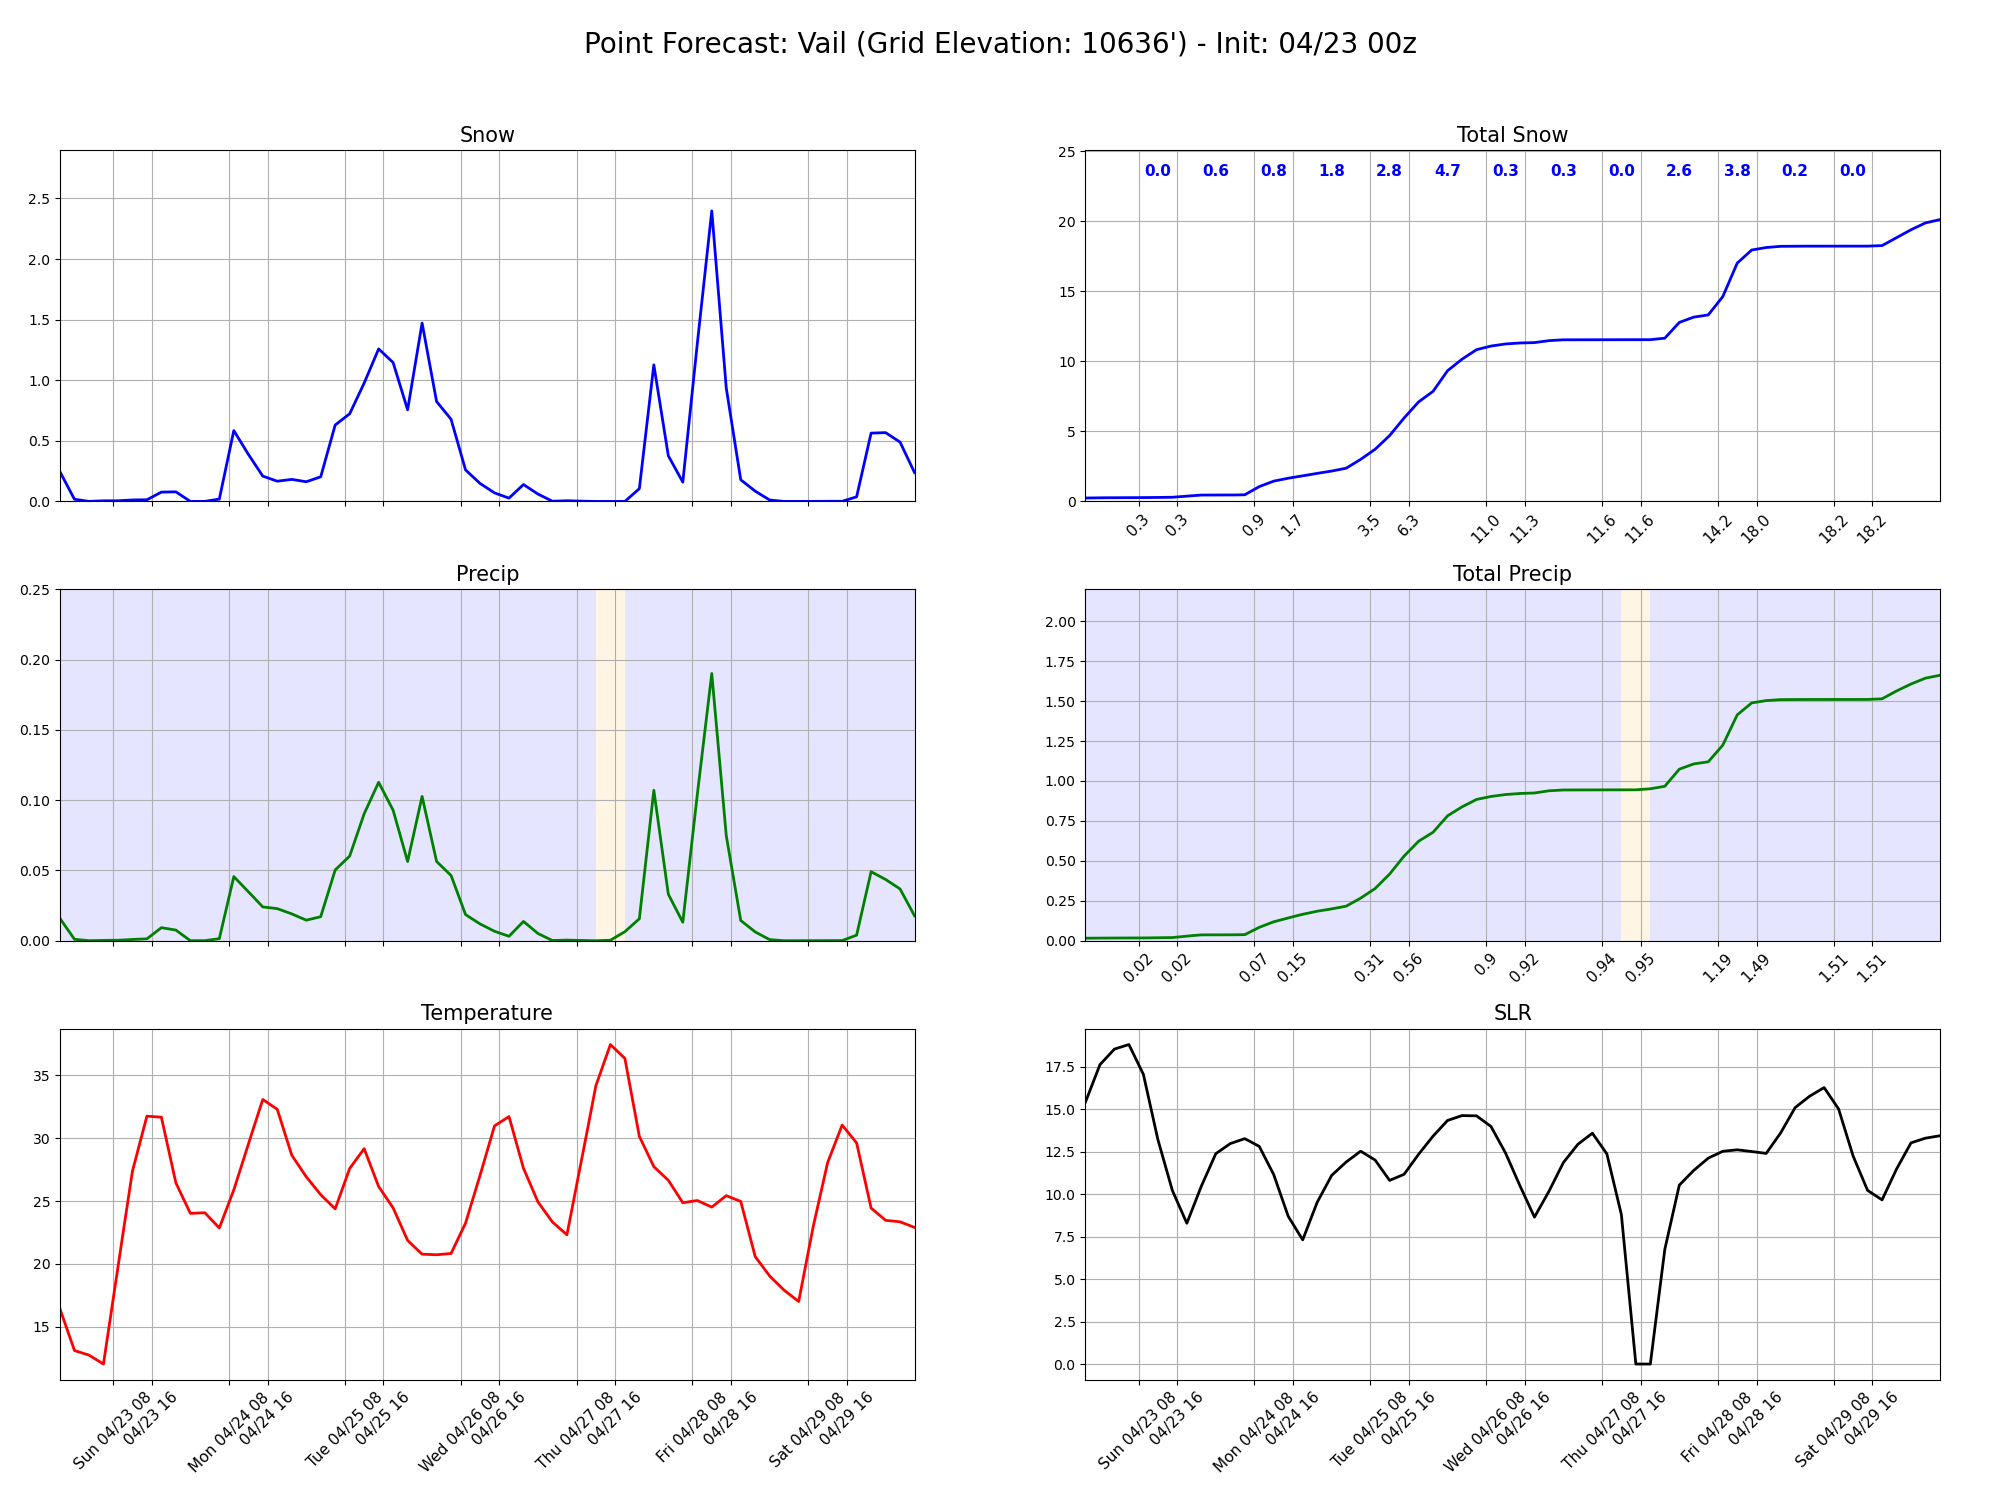 Point Forecast: Vail (Grid Elevation: 10636') - Init: 04/23 00z
Snow
2.5
2.0
1.5
1.0
0.5
0.0
Total Snow
25
20
15
10
5
0
0.0 0.6 0.8 1.8 2.8 4.7 0.3 0.3 0.0 2.6 3.8 0.2 0.0
0.3 0.3 0.9 1.7 3.5 6.3 11.0 11.3 11.6 11.6 14.2 18.0 18.2 18.2
Precip
0.25
0.20
0.15
0.10
0.05
0.00
Total Precip
2.00
1.75
1.50
1.25
1.00
0.75
0.50
0.25
0.00
0.02 0.02 0.07 0.15 0.31 0.56 0.9 0.92 0.94 0.95 1.19 1.49 1.51 1.51
Temperature
35
30
25
20
15
Sun 04/23 08
04/23 16
Mon 04/24 08
04/24 16
Tue 04/25 08
04/25 16
Wed 04/26 08
04/26 16
Thu 04/27 08
04/27 16
Fri 04/28 08
04/28 16
Sat 04/29 08
04/29 16
SLR
17.5
15.0
12.5
10.0
7.5
5.0
2.5
0.0
Sun 04/23 08
04/23 16
Mon 04/24 08
04/24 16
Tue 04/25 08
04/25 16
Wed 04/26 08
04/26 16
Thu 04/27 08
04/27 16
Fri 04/28 08
04/28 16
Sat 04/29 08
04/29 16